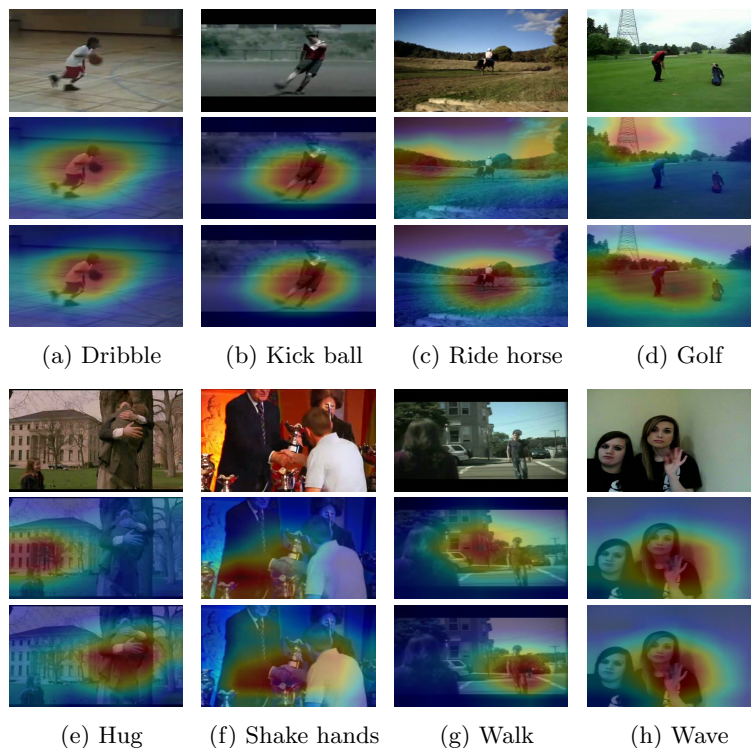 (a) Dribble
(b) Kick ball
(c) Ride horse
(d) Golf
(e) Hug
(f) Shake hands
(g) Walk
(h) Wave